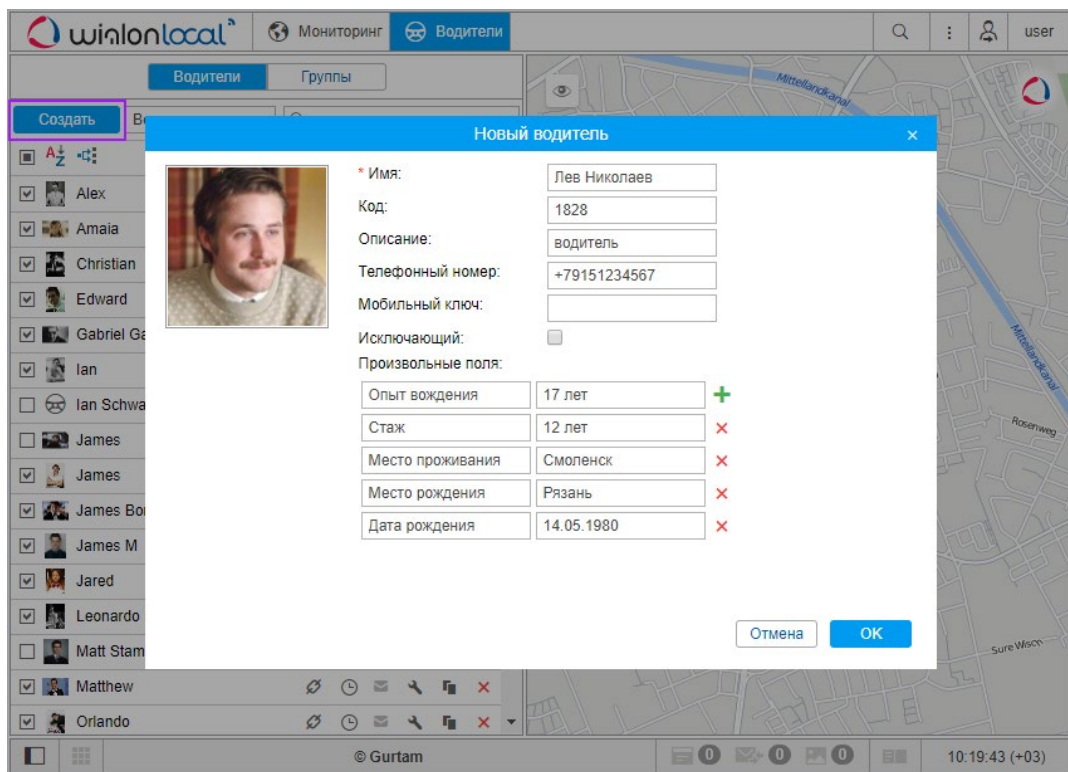 wialon local
Мониторинг
Водители
user
Водители
Группы
Mittellandkanal
Создать
Новый водитель
* Имя:
Лев Николаев
Код:
1828
Описание:
водитель
Телефонный номер:
+79151234567
Мобильный ключ:
Исключающий:
Произвольные поля:
Опыт вождения
17 лет
Стаж
12 лет
Место проживания
Смоленск
Место рождения
Рязань
Дата рождения
14.05.1980
Отмена
OK
Alex
Amaia
Christian
Edward
Gabriel Ga
Ian
Ian Schwa
James
James
James Bo
James M
Jared
Leonardo
Matt Stam
Matthew
Orlando
Mittellandkanal
Rosenweg
© Gurtam
0
0
0
10:19:43 (+03)